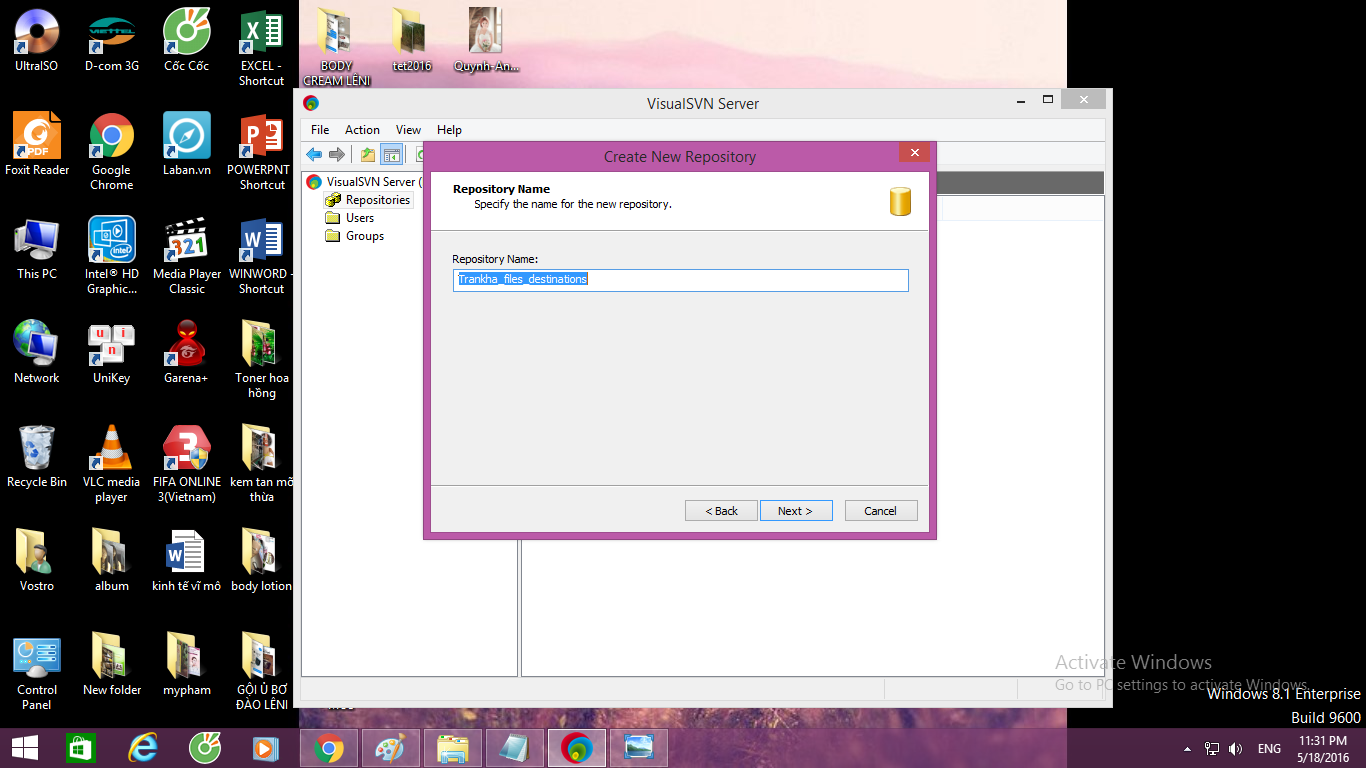 UltraISO
D-com 3G
Cốc Cốc
EXCEL -
Shortcut
BODY
CREAM LÊNI
tet2016
Quynh-An...
Foxit Reader
Google
Chrome
Laban.vn
POWERPNT
Shortcut
This PC
Intel® HD
Graphic...
Media Player
Classic
WINWORD -
Shortcut
Network
UniKey
Garena+
Toner hoa
hồng
Recycle Bin
VLC media
player
FIFA ONLINE
3(Vietnam)
kem tan mỡ
thừa
Vostro
album
kinh tế vĩ mô
body lotion
Control
Panel
New folder
mypham
GỘI Ủ BƠ
ĐÀO LÊNI
VisualSVN Server
File Action View Help
VisualSVN Server (
Repositories
Users
Groups
Create New Repository
Repository Name
Specify the name for the new repository.
Repository Name:
Trankha_files_destinations
< Back Next > Cancel
Activate Windows
Go to PC settings to activate Windows.
Windows 8.1 Enterprise
Build 9600
ENG
11:31 PM
5/18/2016